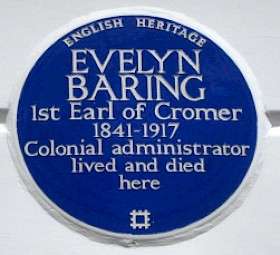 ENGLISH HERITAGE
EVELYN
BARING
1st Earl of Cromer
1841-1917
Colonial administrator
lived and died
here